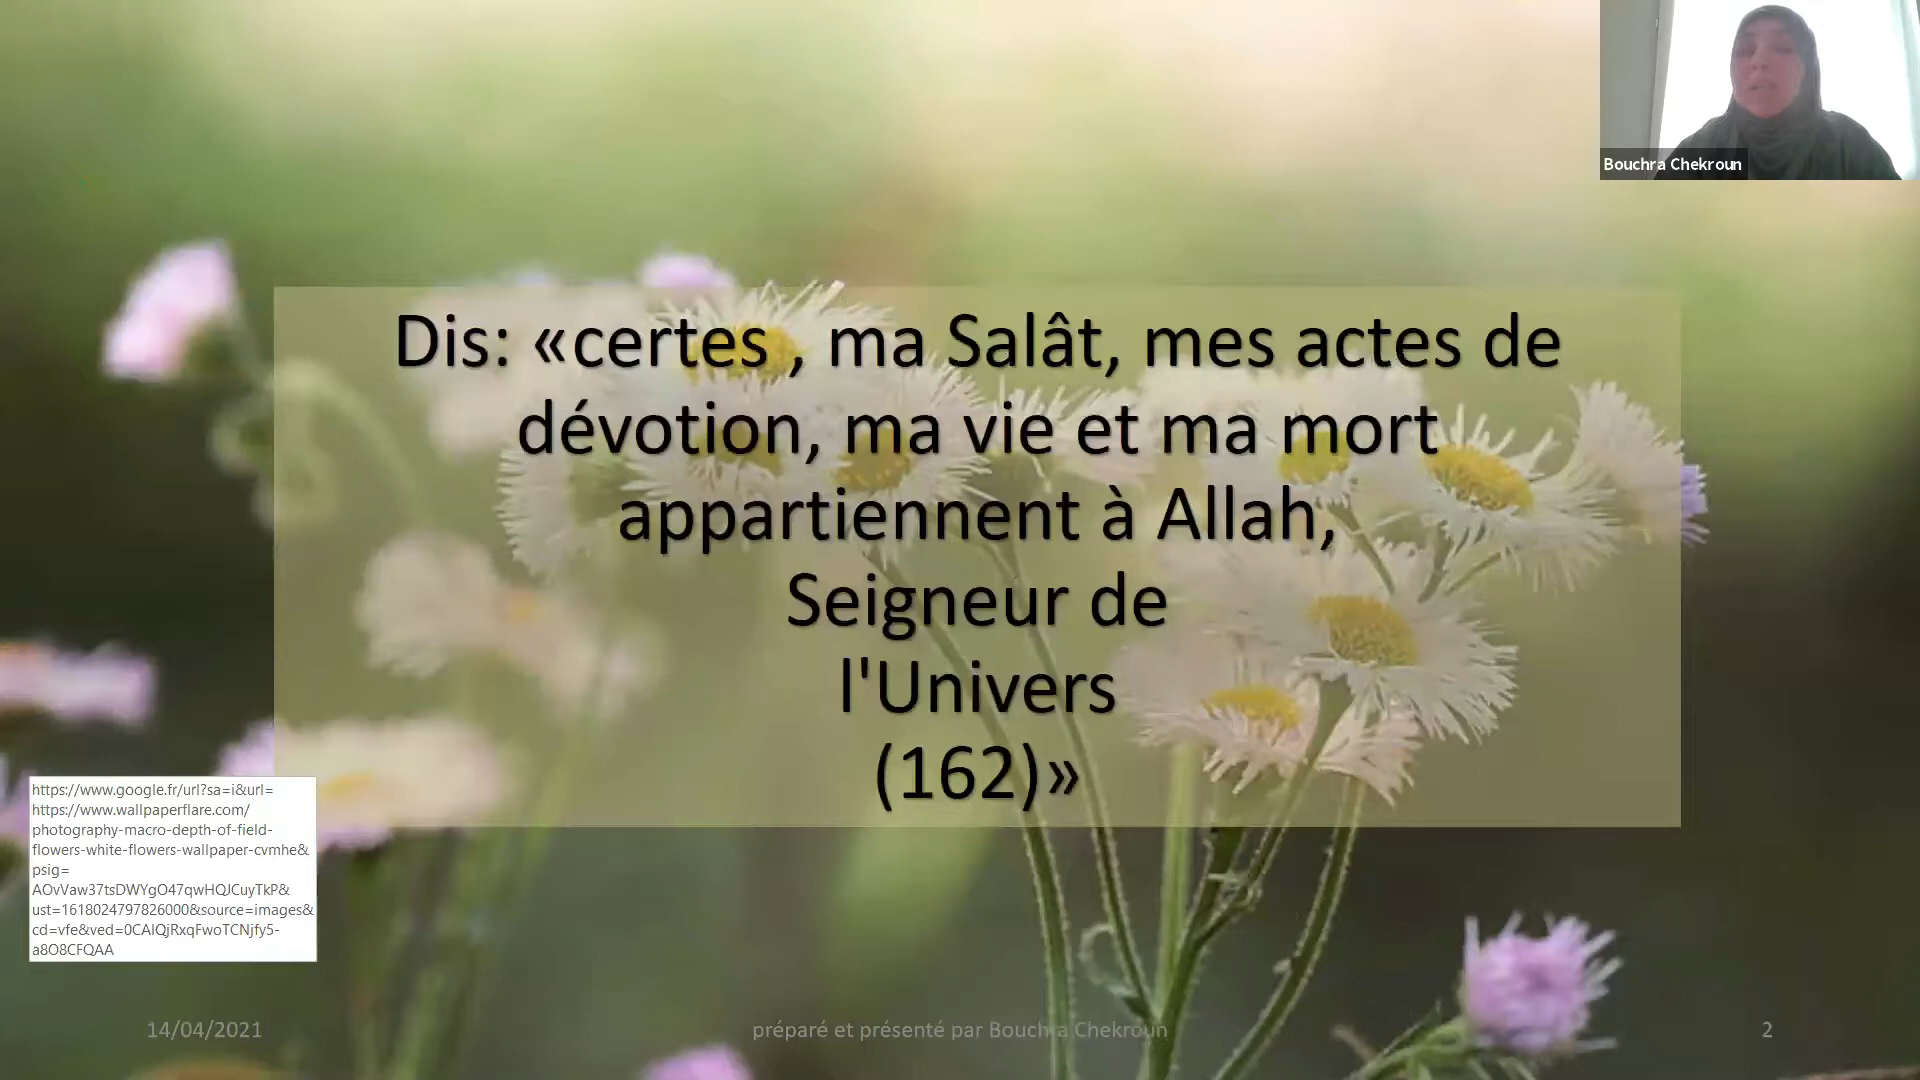 Bouchra Chekroun
Dis: «certes , ma Salât, mes actes de
dévotion, ma vie et ma mort
appartiennent à Allah,
Seigneur de
l'Univers
(162)»
https://www.google.fr/url?sa=i&url=
https://www.wallpaperflare.com/
photography-macro-depth-of-field-
flowers-white-flowers-wallpaper-cvmhe&
psig=
AOvVaw37tsDWYgO47qwHQJCuyTkP&
ust=1618024797826000&source=images&
cd=vfe&ved=0CAIQjRxqFwoTCNjfy5-
a8O8CFQAA
14/04/2021
préparé et présenté par Bouchra Chekroun
2